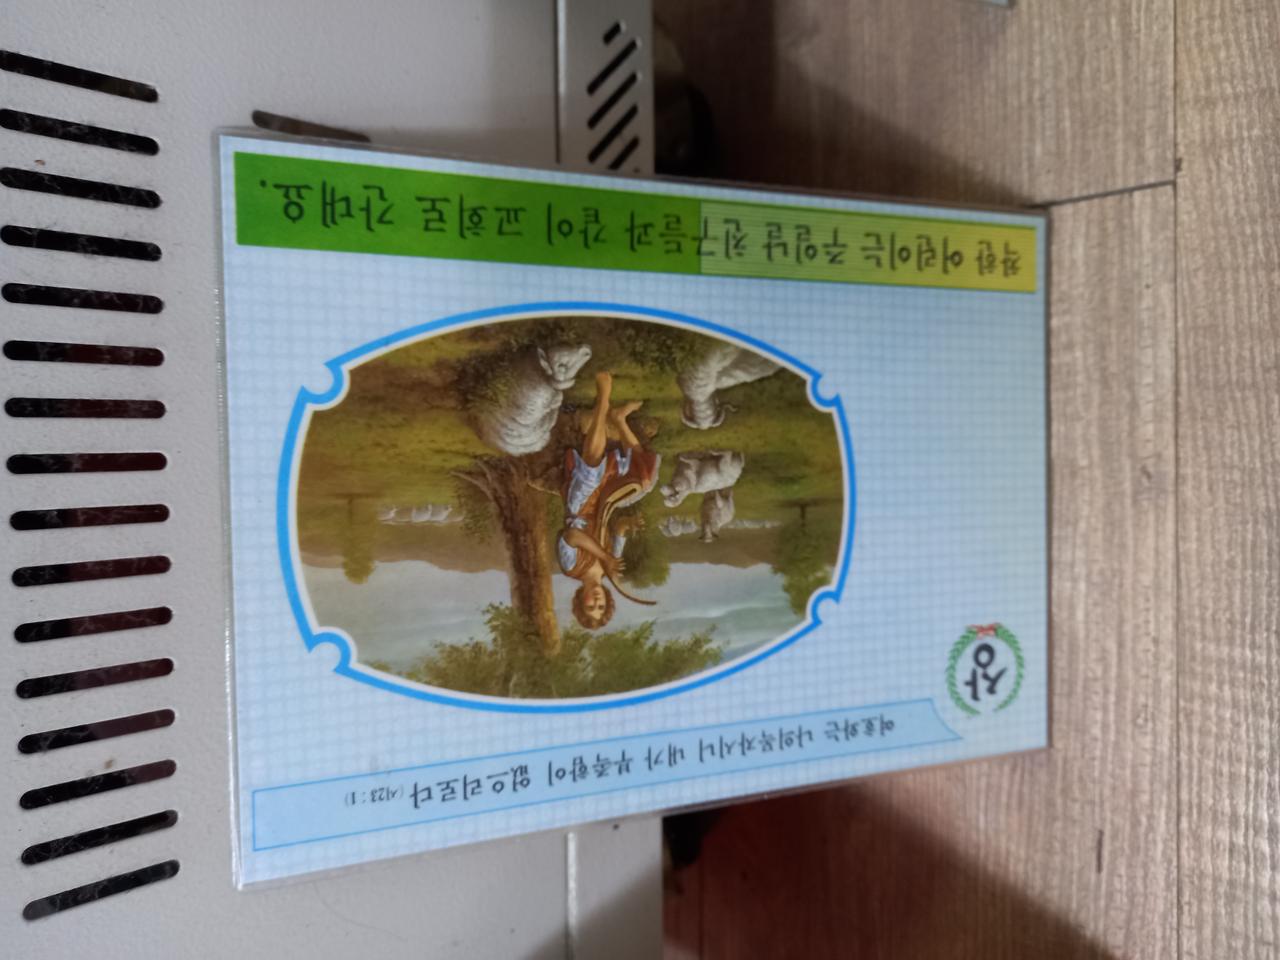 여호와는 나의목자시니 내가 부족함이 없으리로다 (시23:1)
상
착한 어린이는 주일날 친구들과 같이 교회로 간대요.